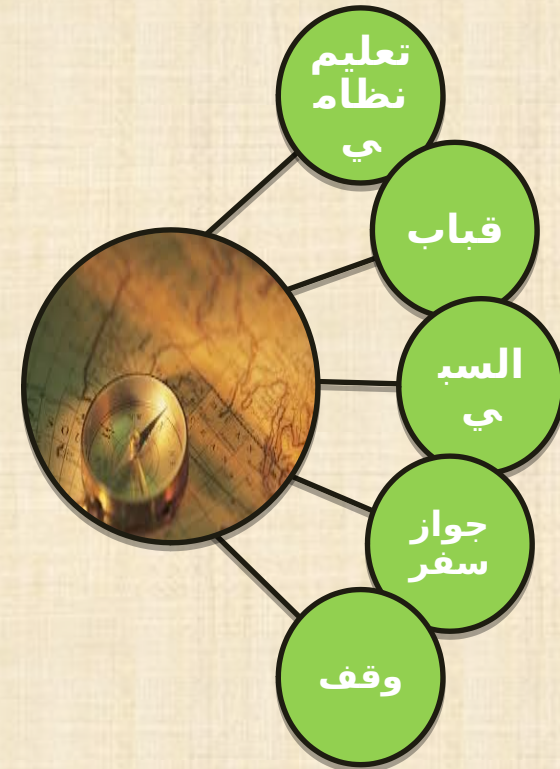 تعليم
نظام
ي
قباب
السب
ي
جواز
سفر
وقف